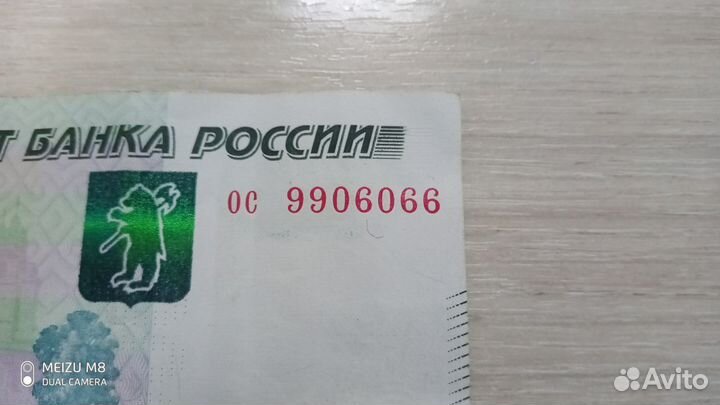 Т БАНКА РОССИИ
ОС 9906066
MEIZU M8
DUAL CAMERA
Avito